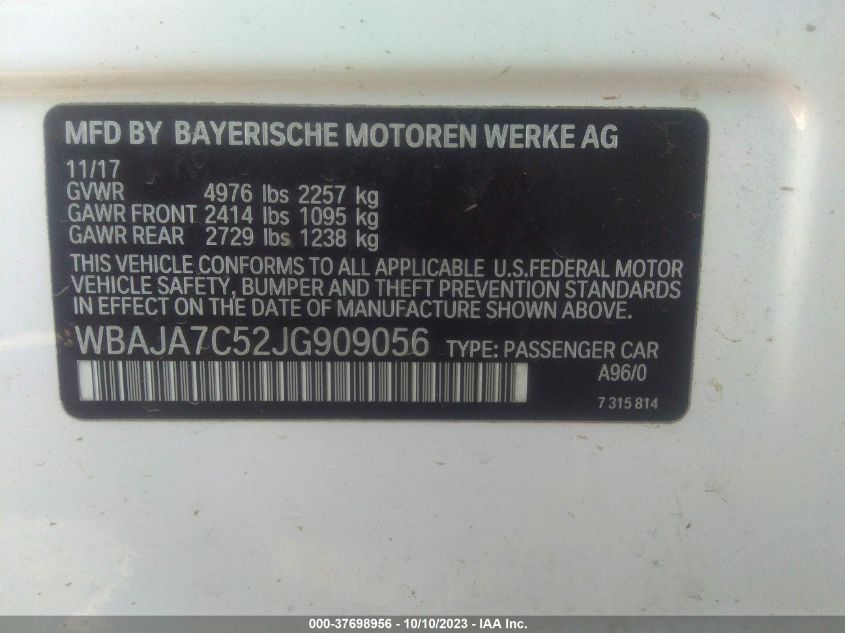 MFD BY BAYERISCHE MOTOREN WERKE AG
11/17
GVWR 4976 lbs 2257 kg
GAWR FRONT 2414 lbs 1095 kg
GAWR REAR 2729 lbs 1238 kg
THIS VEHICLE CONFORMS TO ALL APPLICABLE U.S.FEDERAL MOTOR
VEHICLE SAFETY, BUMPER AND THEFT PREVENTION STANDARDS
IN EFFECT ON THE DATE OF MANUFACTURE SHOWN ABOVE.
WBAJA7C52JG909056 TYPE: PASSENGER CAR
A96/0
7 315 814
000-37698956 - 10/10/2023 - IAA Inc.